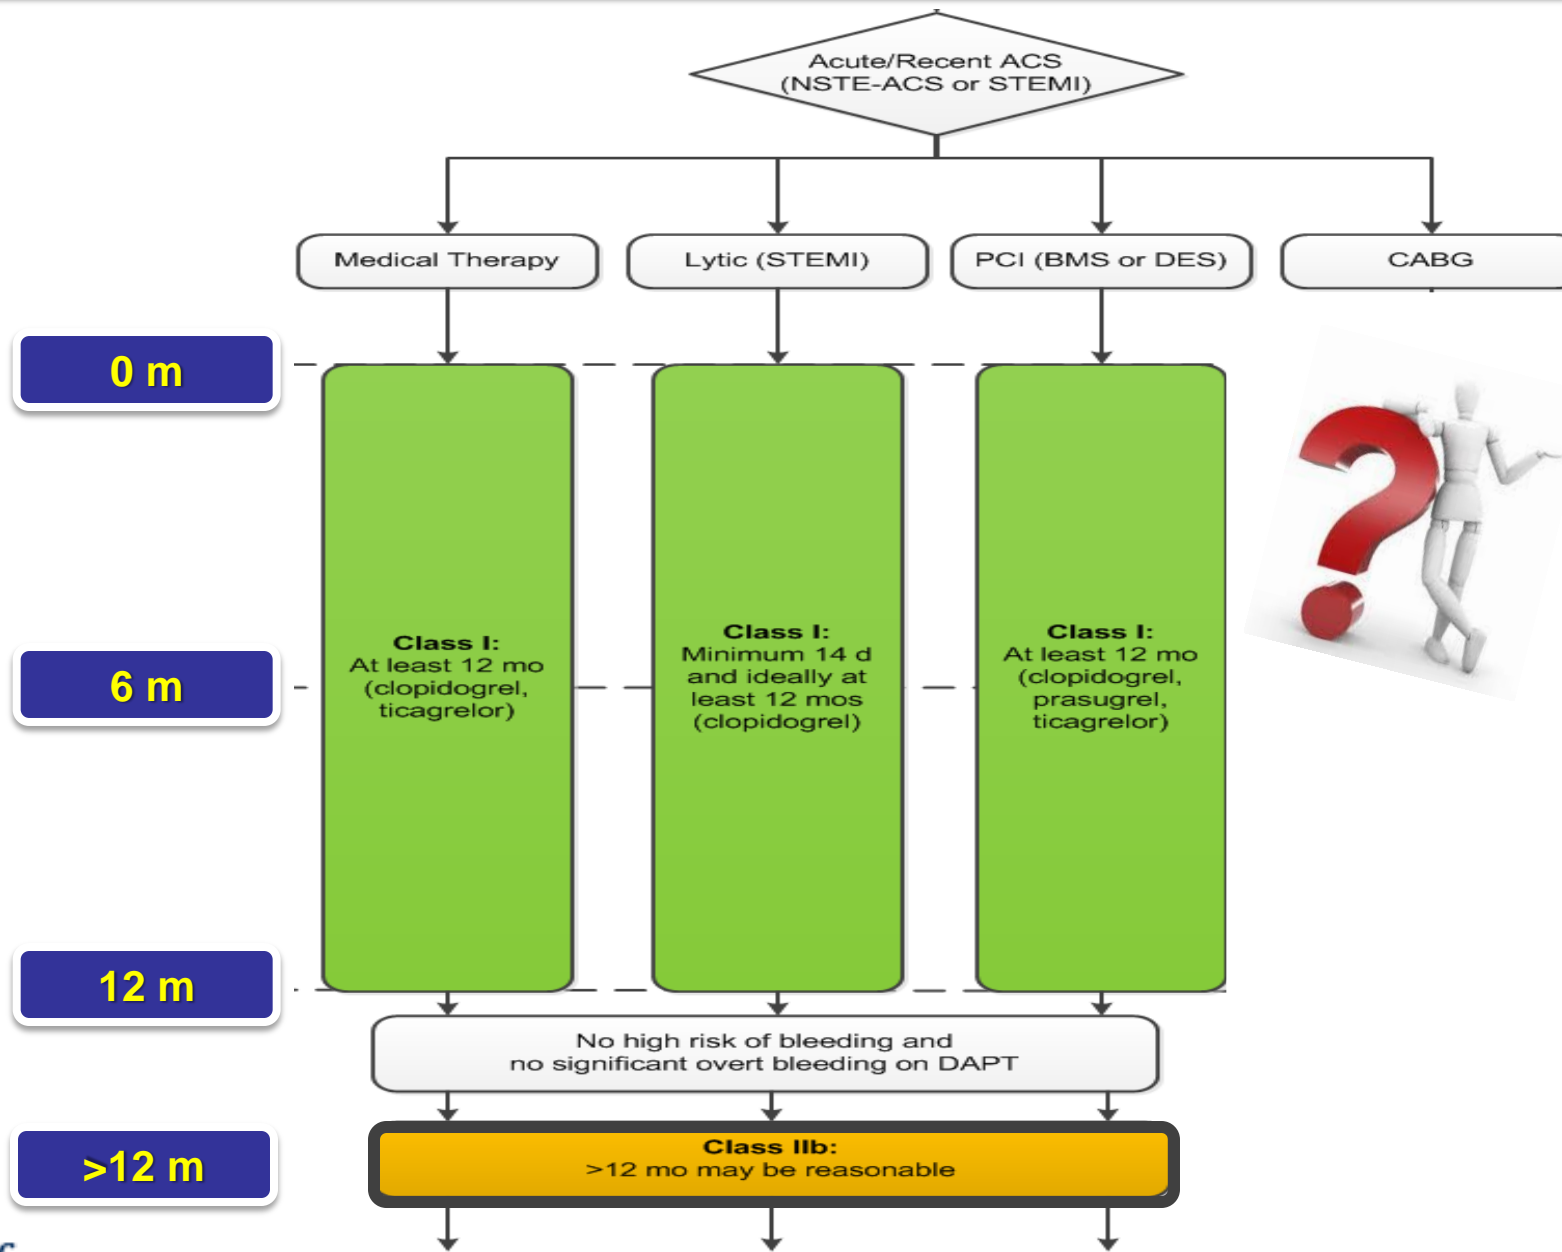 Acute/Recent ACS
(NSTE-ACS or STEMI)
Medical Therapy
Lytic (STEMI)
PCI (BMS or DES)
CABG
0 m
6 m
12 m
>12 m
Class I:
At least 12 mo
(clopidogrel,
ticagrelor)
Class I:
Minimum 14 d
and ideally at
least 12 mos
(clopidogrel)
Class I:
At least 12 mo
(clopidogrel,
prasugrel,
ticagrelor)
?
No high risk of bleeding and
no significant overt bleeding on DAPT
Class IIb:
>12 mo may be reasonable